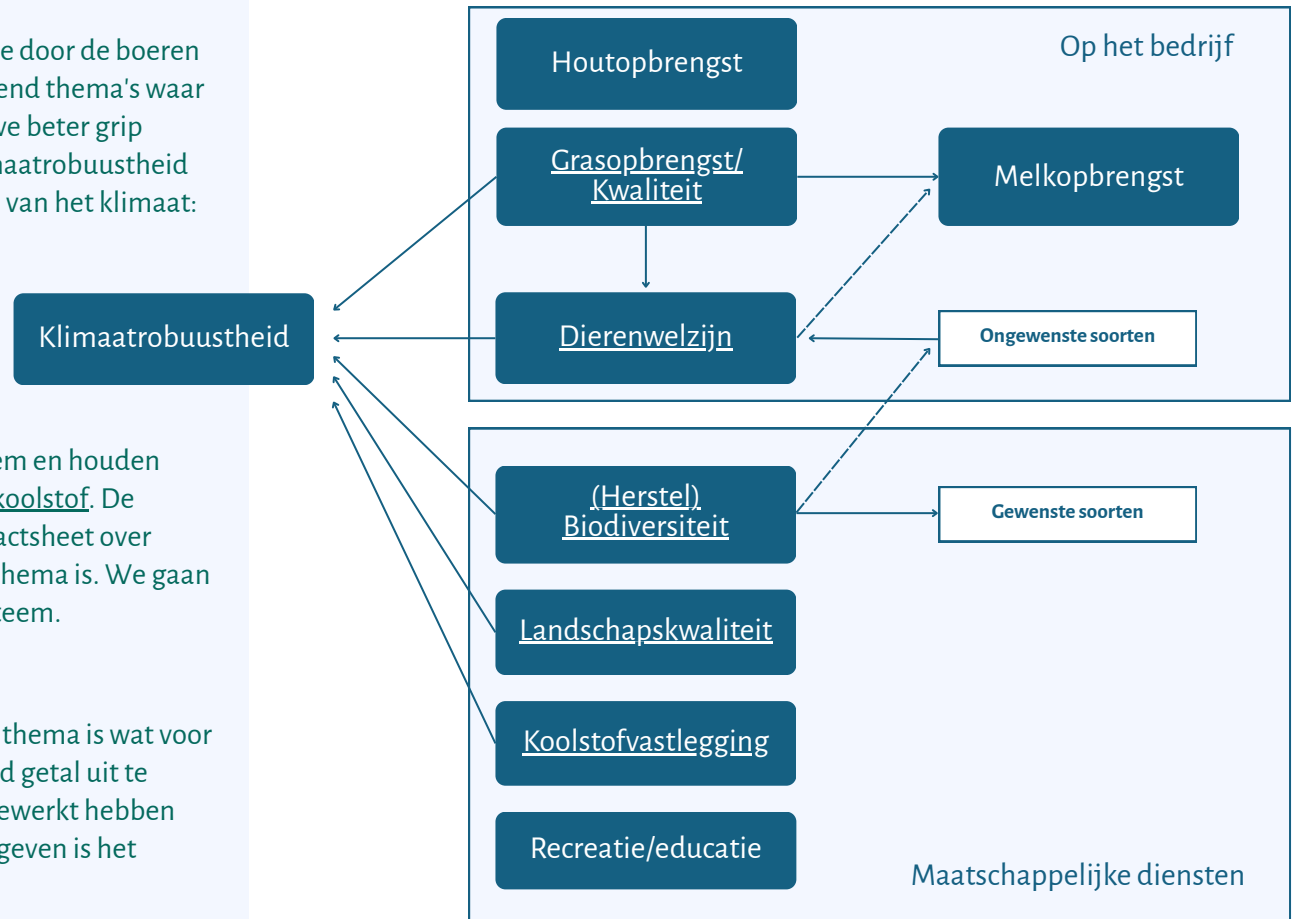 e door de boeren
end thema's waar
we beter grip
maatrobuustheid
van het klimaat:
Klimaatrobuustheid
em en houden
koolstof. De
actsheet over
thema is. We gaan
teem.
thema is wat voor
d getal uit te
ewerkt hebben
geven is het
Op het bedrijf
Houtopbrengst
Grasopbrengst/
Kwaliteit
Melkopbrengst
Dierenwelzijn
Ongewenste soorten
(Herstel)
Biodiversiteit
Gewenste soorten
Landschapskwaliteit
Koolstofvastlegging
Recreatie/educatie
Maatschappelijke diensten